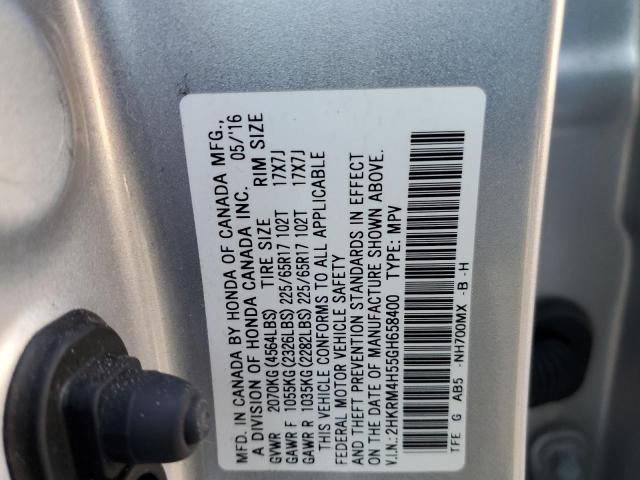 MFD. IN CANADA BY HONDA OF CANADA MFG.,
A DIVISION OF HONDA CANADA INC. 05/'16
GVWR 2070KG(4564LBS) TIRE SIZE RIM SIZE
GAWR F 1055KG(2326LBS) 225/65R17 102T 17X7J
GAWR R 1035KG(2282LBS) 225/65R17 102T 17X7J
THIS VEHICLE CONFORMS TO ALL APPLICABLE
FEDERAL MOTOR VEHICLE SAFETY
AND THEFT PREVENTION STANDARDS IN EFFECT
ON THE DATE OF MANUFACTURE SHOWN ABOVE.
V.I.N.: 2HKRM4H55GH658400 TYPE: MPV
TFE G AB5 -NH700MX -B-H